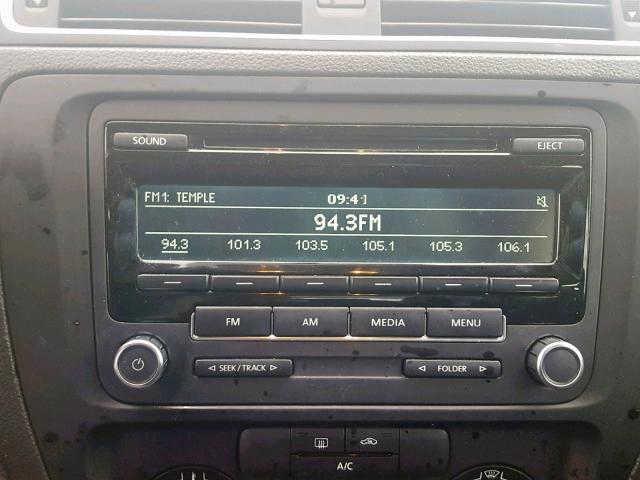 SOUND
EJECT
FM1: TEMPLE 09:41
94.3FM
94.3 101.3 103.5 105.1 105.3 106.1
FM AM MEDIA MENU
SEEK/TRACK FOLDER
A/C